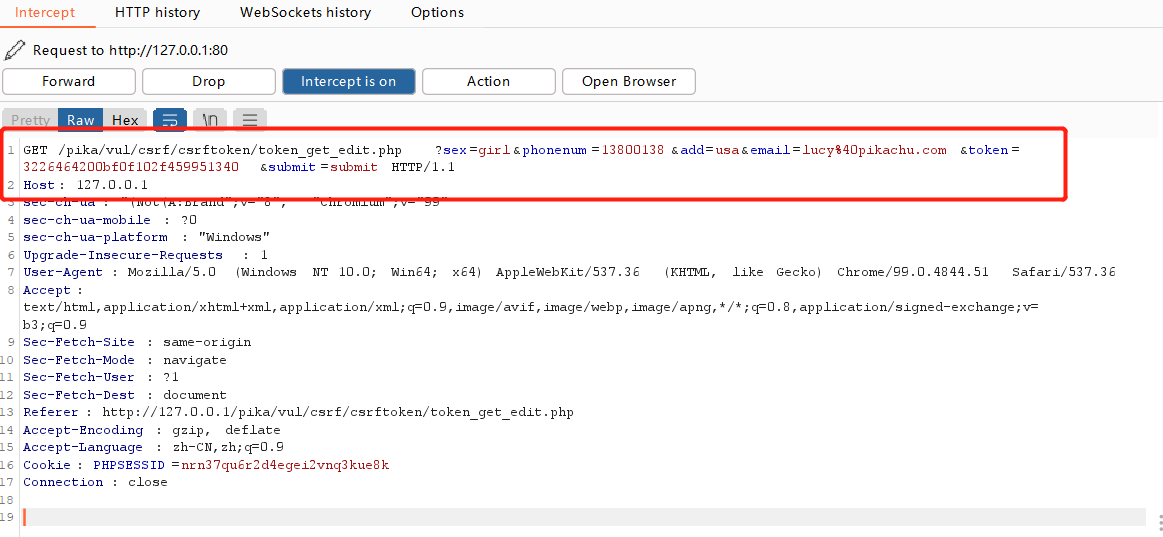 Intercept HTTP history WebSockets history Options
Request to http://127.0.0.1:80
Forward Drop Intercept is on Action Open Browser
Pretty Raw Hex \n
1 GET /pika/vul/csrf/csrftoken/token_get_edit.php ?sex=girl&phonenum=13800138&add=usa&email=lucy%40pikachu.com &token=
3226464200bf0f102f459951340 &submit=submit HTTP/1.1
2 Host: 127.0.0.1
3 sec-ch-ua : "(Not(A:Brand";v="8", "Chromium";v="99"
4 sec-ch-ua-mobile : ?0
5 sec-ch-ua-platform : "Windows"
6 Upgrade-Insecure-Requests : 1
7 User-Agent : Mozilla/5.0 (Windows NT 10.0; Win64; x64) AppleWebKit/537.36 (KHTML, like Gecko) Chrome/99.0.4844.51 Safari/537.36
8 Accept :
text/html,application/xhtml+xml,application/xml;q=0.9,image/avif,image/webp,image/apng,*/*;q=0.8,application/signed-exchange;v=
b3;q=0.9
9 Sec-Fetch-Site : same-origin
10 Sec-Fetch-Mode : navigate
11 Sec-Fetch-User : ?1
12 Sec-Fetch-Dest : document
13 Referer : http://127.0.0.1/pika/vul/csrf/csrftoken/token_get_edit.php
14 Accept-Encoding : gzip, deflate
15 Accept-Language : zh-CN,zh;q=0.9
16 Cookie : PHPSESSID=nrn37qu6r2d4egei2vnq3kue8k
17 Connection : close
18
19